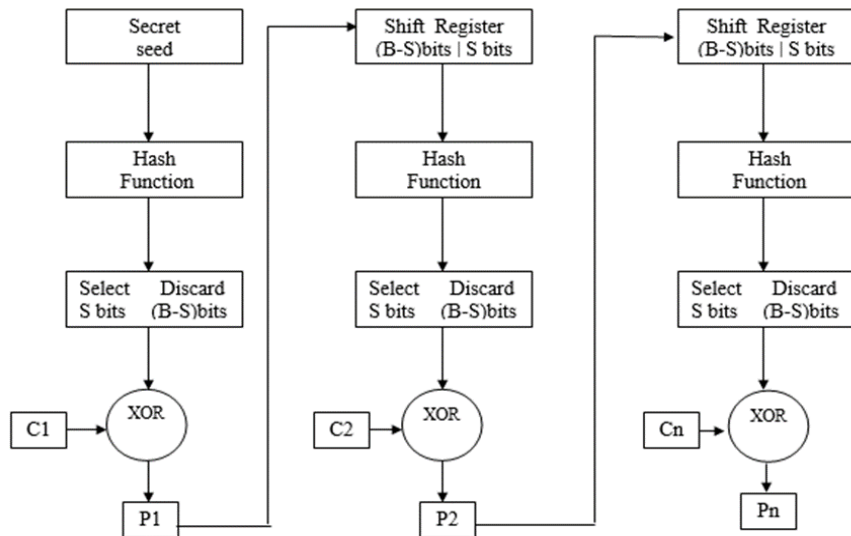 Secret
seed
Hash
Function
Select Discard
S bits (B-S)bits
XOR
C1
P1
Shift Register
(B-S)bits | S bits
Hash
Function
Select Discard
S bits (B-S)bits
XOR
C2
P2
Shift Register
(B-S)bits | S bits
Hash
Function
Select Discard
S bits (B-S)bits
XOR
Cn
Pn